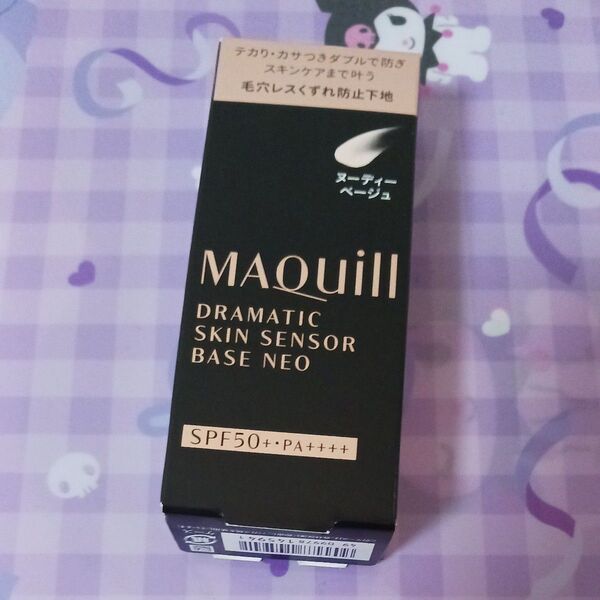 テカリ・カサつきダブルで防ぎ
スキンケアまで叶う
毛穴レスくずれ防止下地
ヌーディー
ベージュ
MAQuill
DRAMATIC
SKIN SENSOR
BASE NEO
SPF50+・PA++++